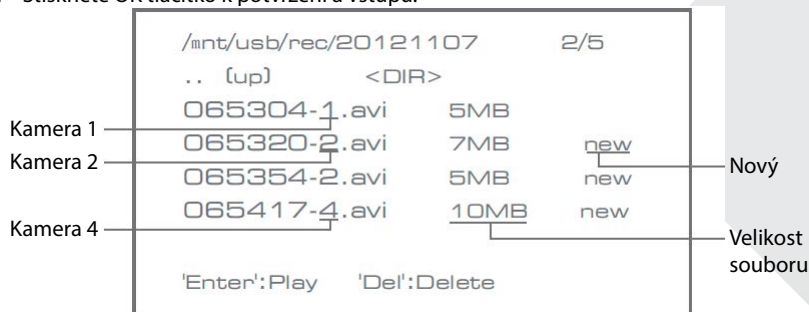 Stiskněte OK tlačítko k potvrzení a vstupu.
/mnt/usb/rec/20121107 2/5
.. (up) <DIR>
065304-1.avi 5MB
065320-2.avi 7MB new
065354-2.avi 5MB new
065417-4.avi 10MB new
'Enter':Play 'Del':Delete
Kamera 1
Kamera 2
Kamera 4
Nový
Velikost
souboru